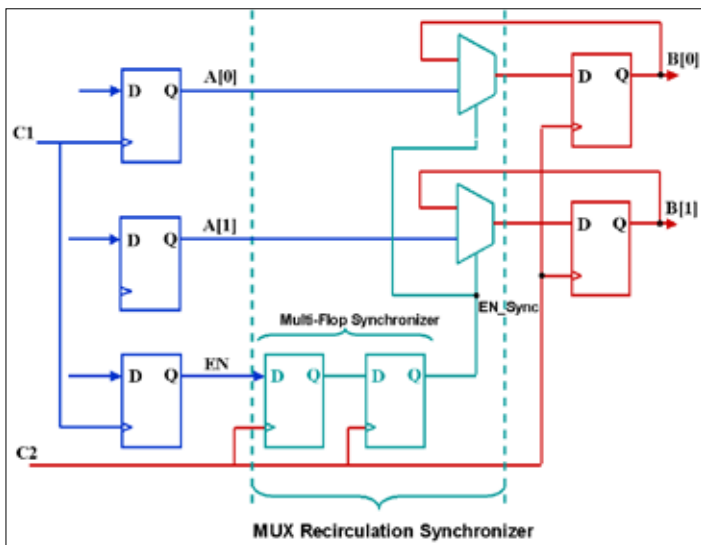 B[0]
A[0]
D Q
D Q
C1
B[1]
A[1]
D Q
D Q
EN_Sync
Multi-Flop Synchronizer
EN
D Q
D Q
D Q
C2
MUX Recirculation Synchronizer